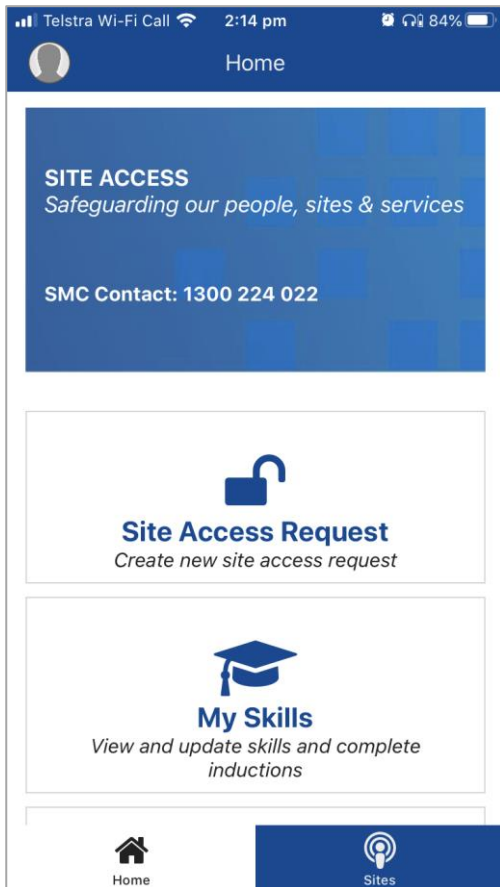 Telstra Wi-Fi Call 2:14 pm 84%
Home
SITE ACCESS
Safeguarding our people, sites & services
SMC Contact: 1300 224 022
Site Access Request
Create new site access request
My Skills
View and update skills and complete
inductions
Home Sites